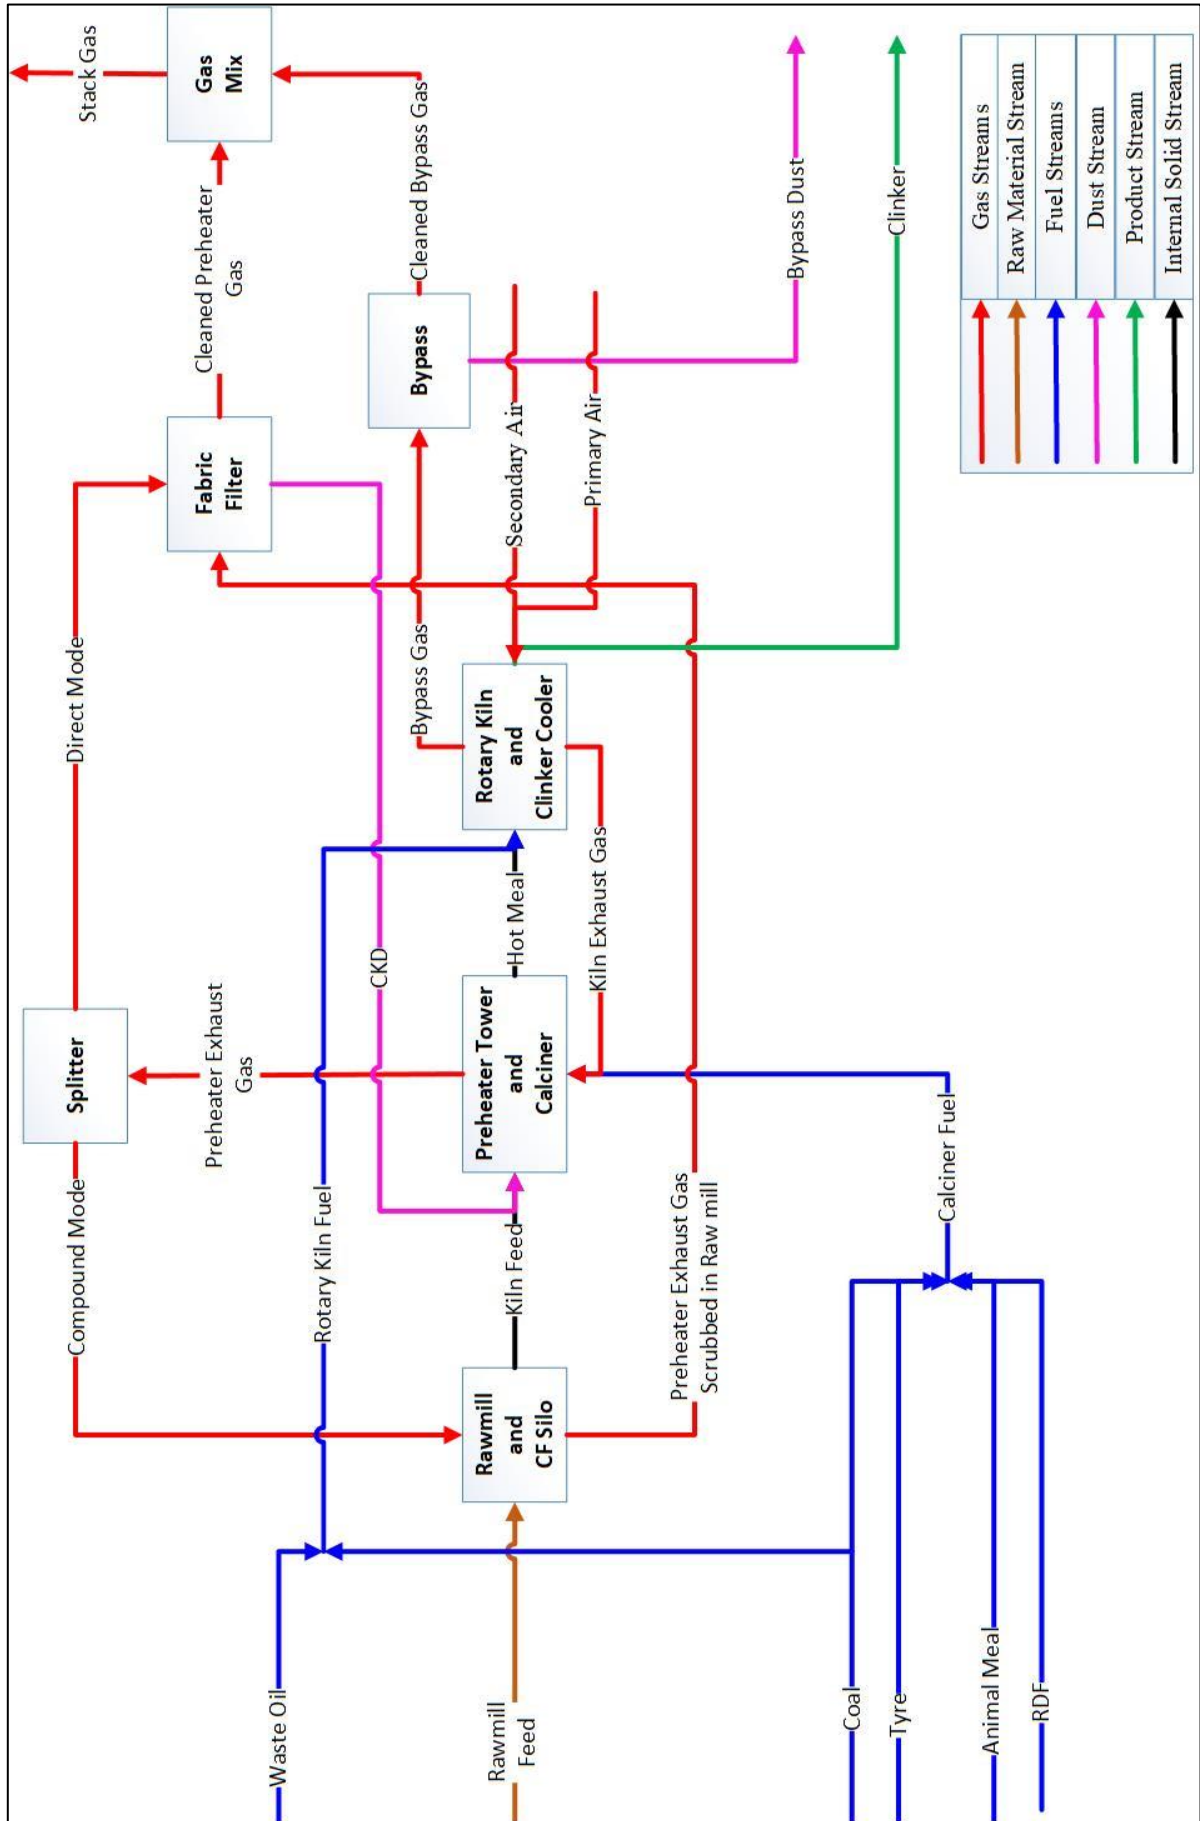 Splitter
Compound Mode
Direct Mode
Stack Gas
Gas
Mix
Fabric
Filter
Cleaned Preheater
Gas
Preheater Exhaust
Gas
Waste Oil
Rotary Kiln Fuel
CKD
Bypass Gas
Bypass
Cleaned Bypass Gas
Rawmill
Feed
Rawmill
and
CF Silo
Kiln Feed
Preheater Tower
and
Calciner
Hot Meal
Rotary Kiln
and
Clinker Cooler
Secondary Air
Primary Air
Kiln Exhaust Gas
Preheater Exhaust Gas
Scrubbed in Raw mill
Bypass Dust
Coal
Tyre
Clinker
Calciner Fuel
Animal Meal
RDF
Gas Streams
Raw Material Stream
Fuel Streams
Dust Stream
Product Stream
Internal Solid Stream